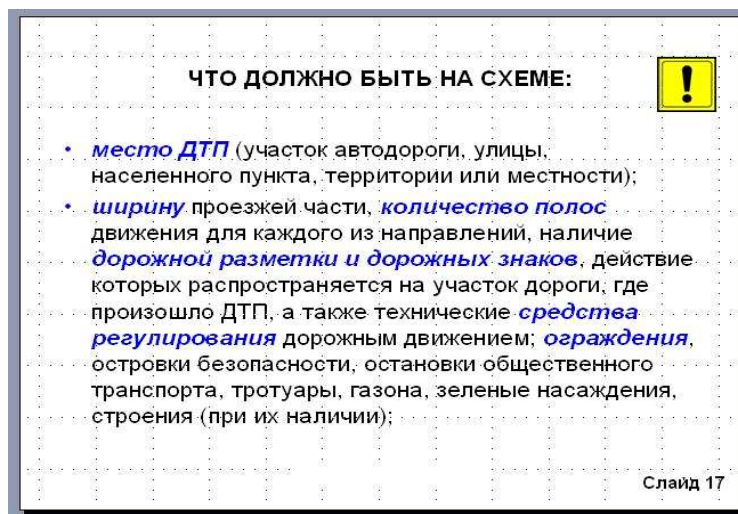 ЧТО ДОЛЖНО БЫТЬ НА СХЕМЕ:
!
• место ДТП (участок автодороги, улицы,
населенного пункта, территории или местности);
• ширину проезжей части, количество полос
движения для каждого из направлений, наличие
дорожной разметки и дорожных знаков, действие
которых распространяется на участок дороги, где
произошло ДТП, а также технические средства
регулирования дорожным движением; ограждения,
островки безопасности, остановки общественного
транспорта, тротуары, газона, зеленые насаждения,
строения (при их наличии);
Слайд 17